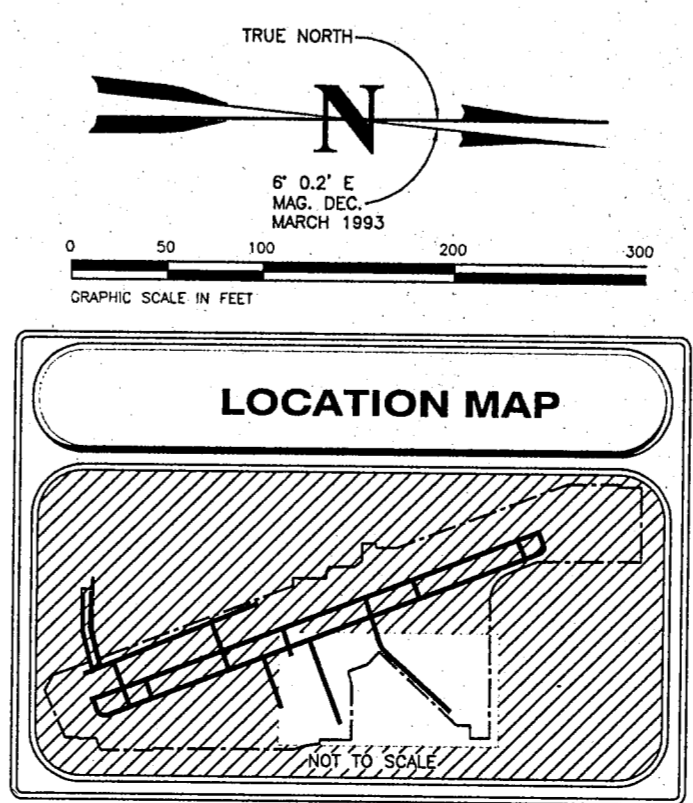 TRUE NORTH
N
6° 0.2' E
MAG. DEC.
MARCH 1993
0 50 100 200 300
GRAPHIC SCALE IN FEET
LOCATION MAP
NOT TO SCALE